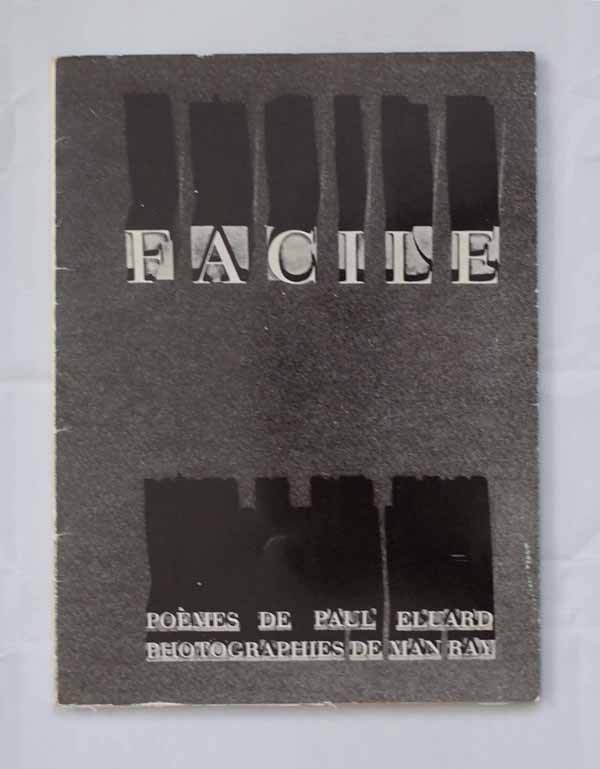 FACILE
POÈMES DE PAUL ELUARD
PHOTOGRAPHIES DE MAN RAY